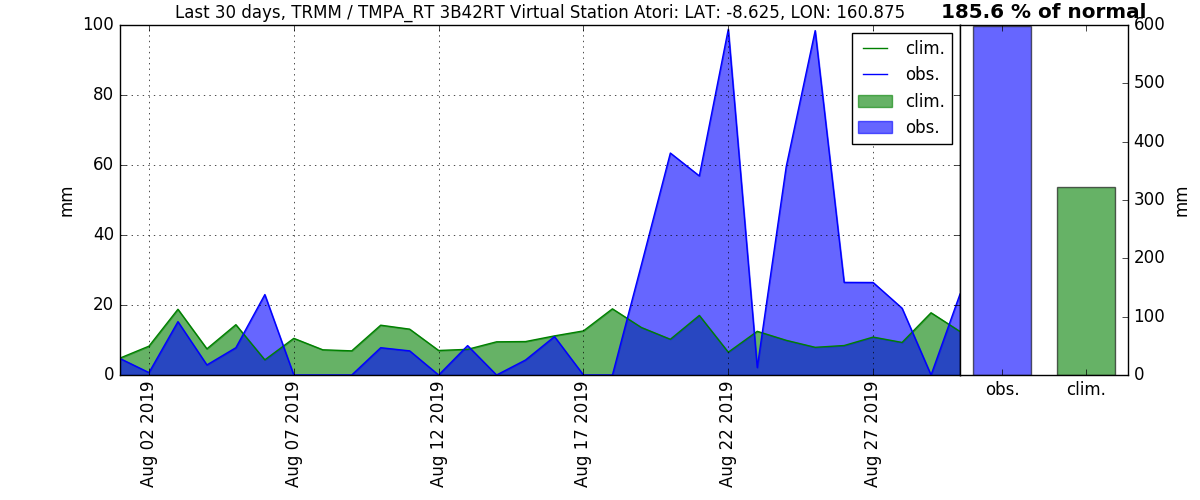 Last 30 days, TRMM / TMPA_RT 3B42RT Virtual Station Atori: LAT: -8.625, LON: 160.875
185.6 % of normal
mm
100
80
60
40
20
0
clim.
obs.
clim.
obs.
600
500
400
300
200
100
0
mm
Aug 02 2019
Aug 07 2019
Aug 12 2019
Aug 17 2019
Aug 22 2019
Aug 27 2019
obs.
clim.